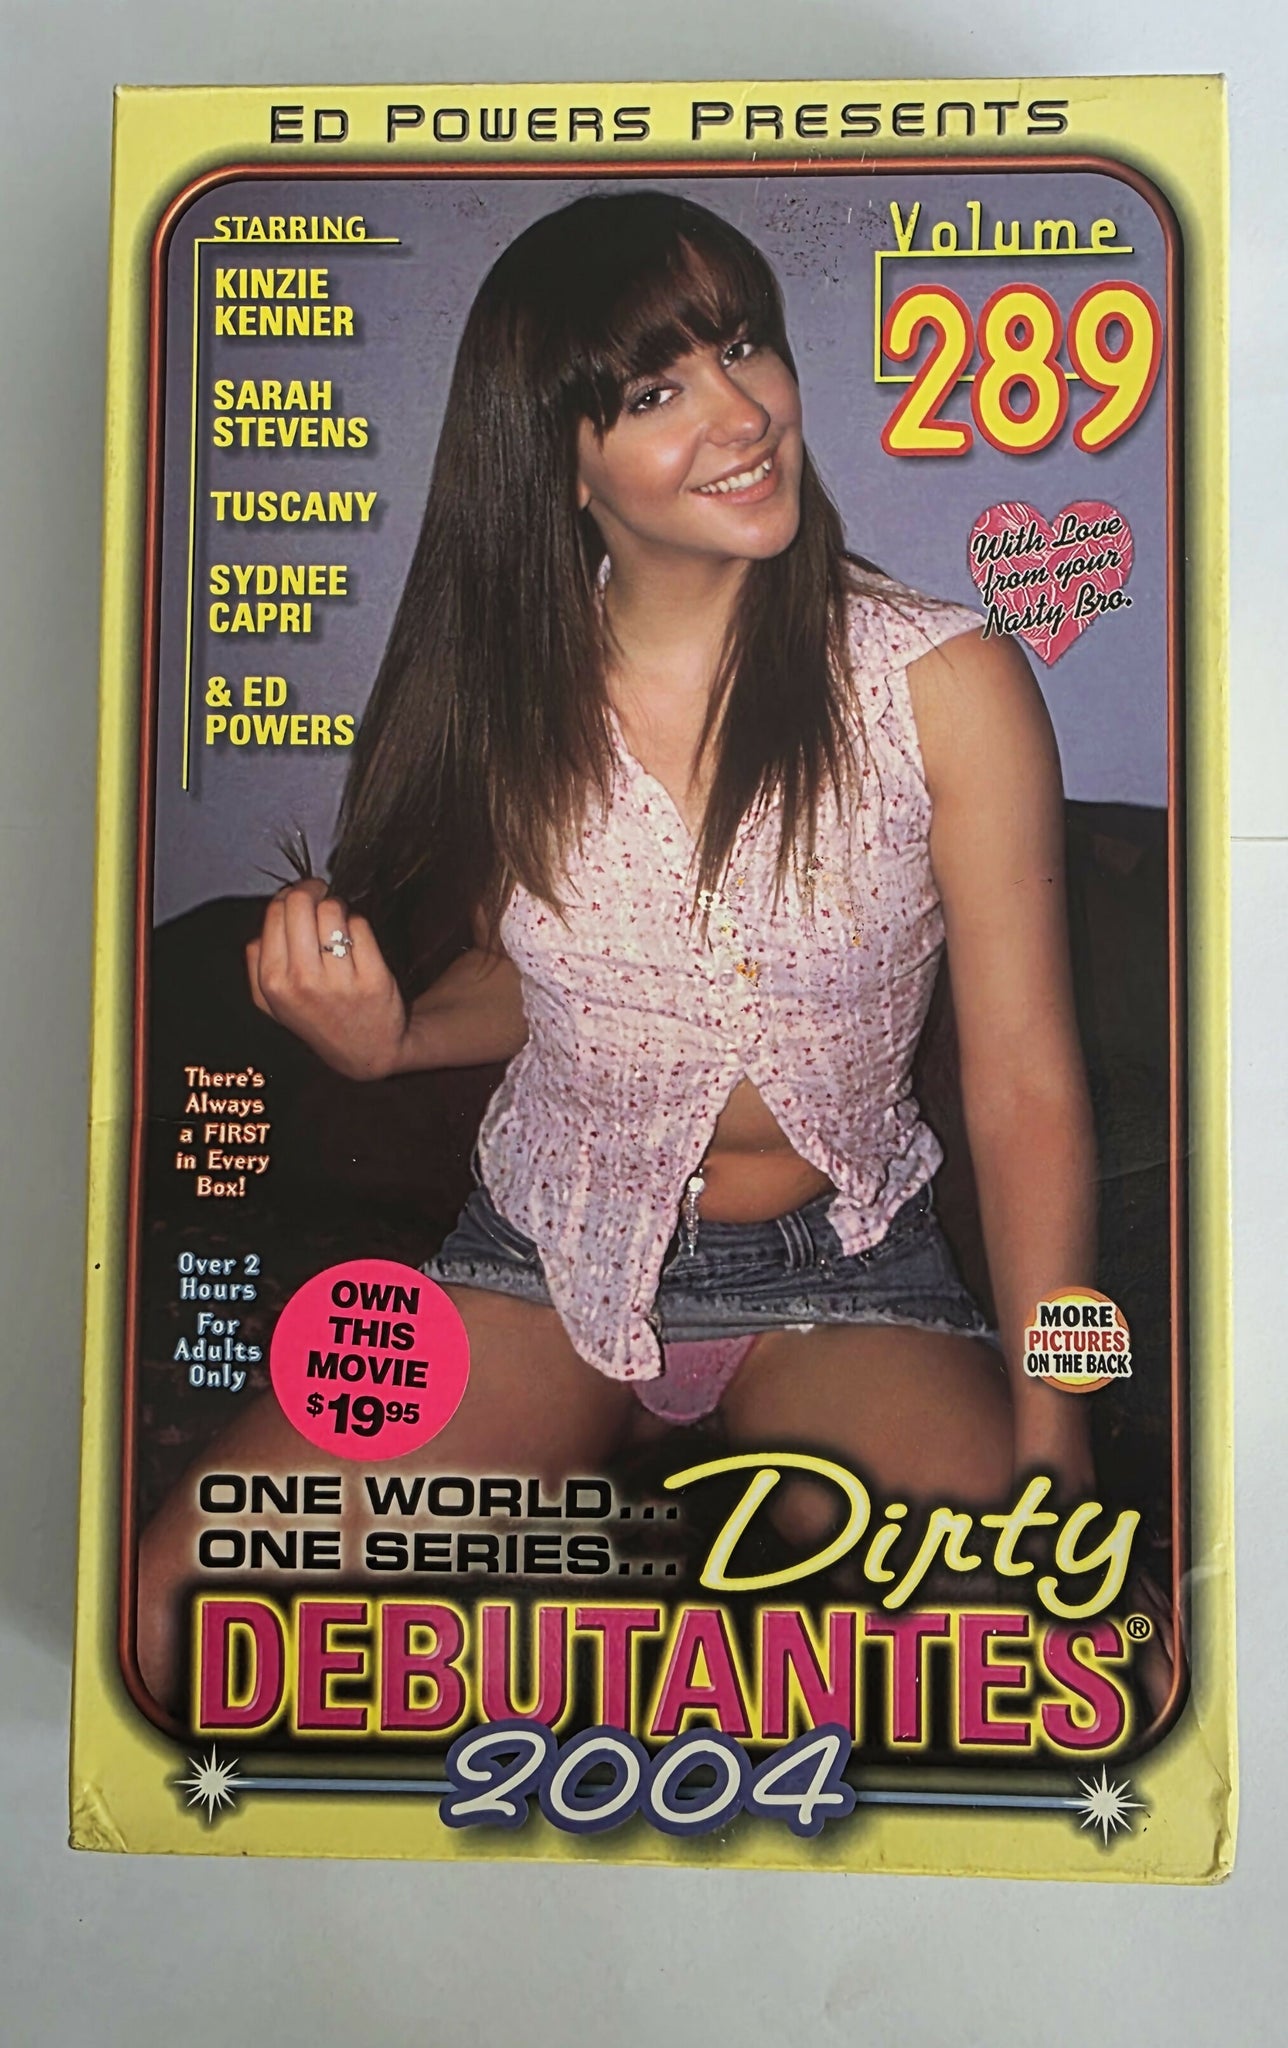 ED POWERS PRESENTS
STARRING
KINZIE
KENNER
SARAH
STEVENS
TUSCANY
SYDNEE
CAPRI
& ED
POWERS
Volume
289
With Love
from your
Nasty Bro.
There's
Always
a FIRST
in Every
Box!
Over 2
Hours
For
Adults
Only
OWN
THIS
MOVIE
$19.95
MORE
PICTURES
ON THE BACK
ONE WORLD...
ONE SERIES...
Dirty
DEBUTANTES®
2004